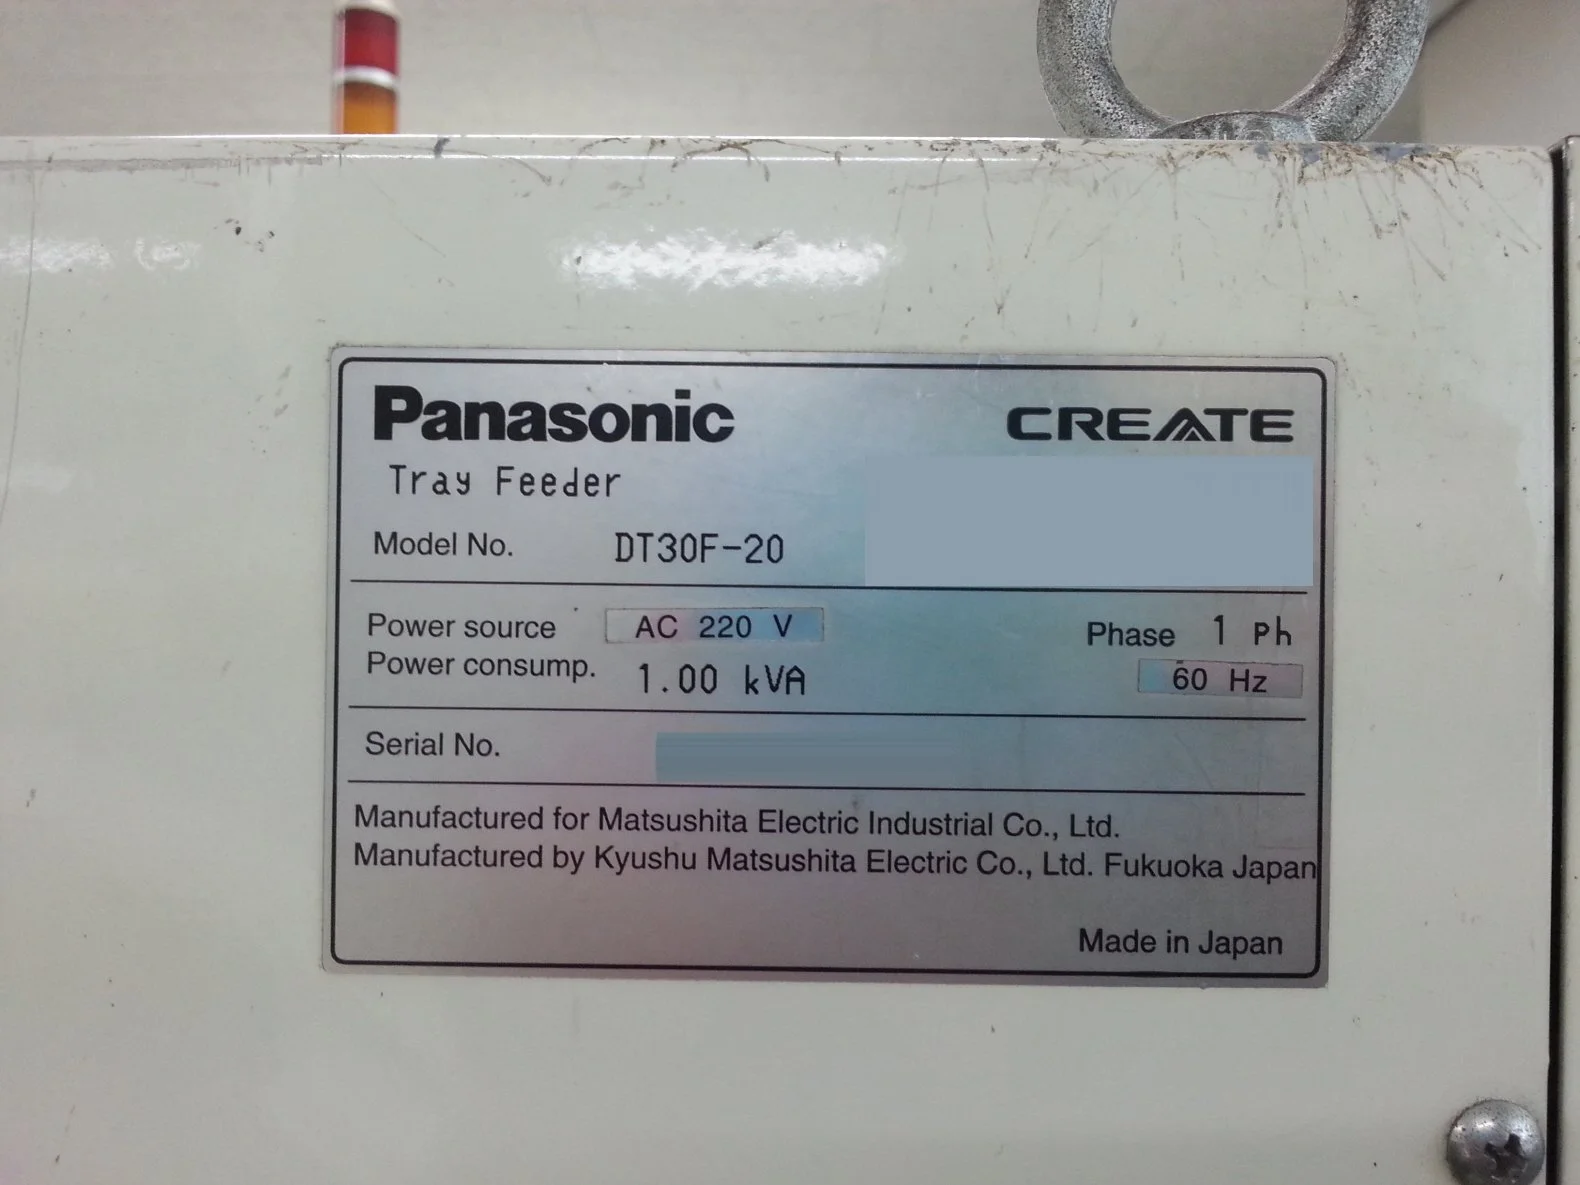 Panasonic CREATE
Tray Feeder
Model No. DT30F-20
Power source AC 220 V Phase 1 Ph
Power consump. 1.00 kVA 60 Hz
Serial No.
Manufactured for Matsushita Electric Industrial Co., Ltd.
Manufactured by Kyushu Matsushita Electric Co., Ltd. Fukuoka Japan
Made in Japan